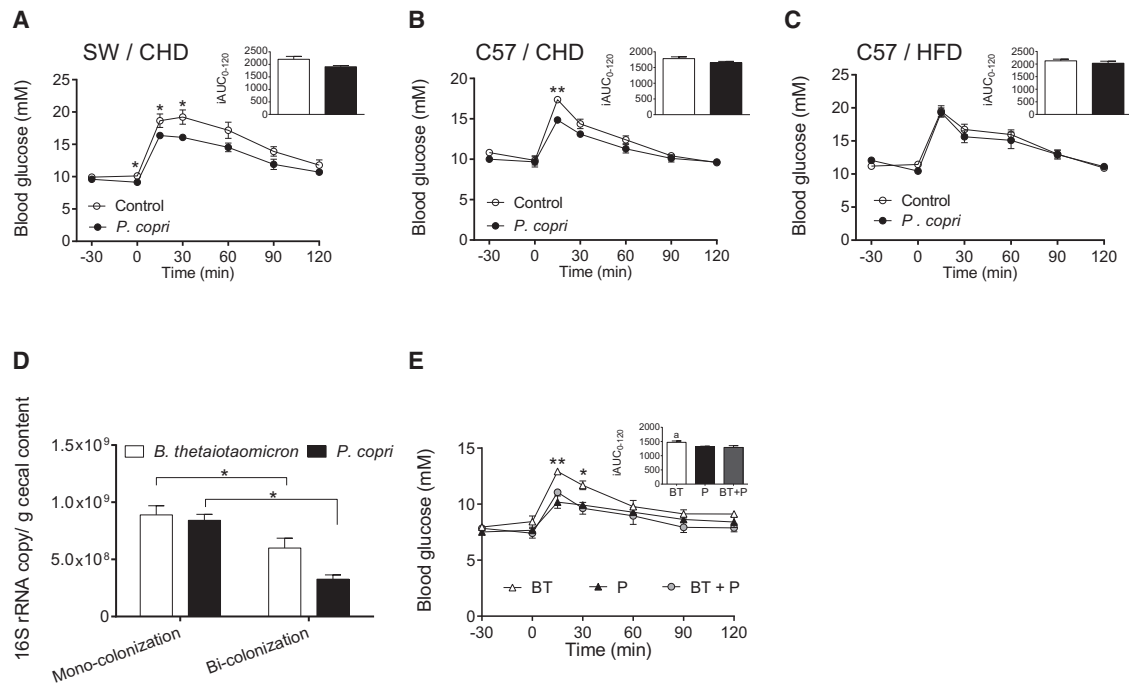 A
SW / CHD
Blood glucose (mM)
25
20
15
10
5
0
-30 0 30 60 90 120
Time (min)
* * *
Control
P. copri
iAUC0-120
2500
2000
1500
1000
500
0
B
C57 / CHD
Blood glucose (mM)
20
15
10
5
0
-30 0 30 60 90 120
Time (min)
**
Control
P. copri
iAUC0-120
2000
1500
1000
500
0
C
C57 / HFD
Blood glucose (mM)
25
20
15
10
5
0
-30 0 30 60 90 120
Time (min)
Control
P . copri
iAUC0-120
2500
2000
1500
1000
500
0
D
16S rRNA copy/ g cecal content
1.5x10⁹
1.0x10⁹
5.0x10⁸
0
B. thetaiotaomicron P. copri
*
*
Mono-colonization
Bi-colonization
E
Blood glucose (mM)
15
10
5
0
-30 0 30 60 90 120
Time (min)
** *
BT P BT + P
iAUC0-120
2000
1500
1000
500
0
a
BT P BT+P